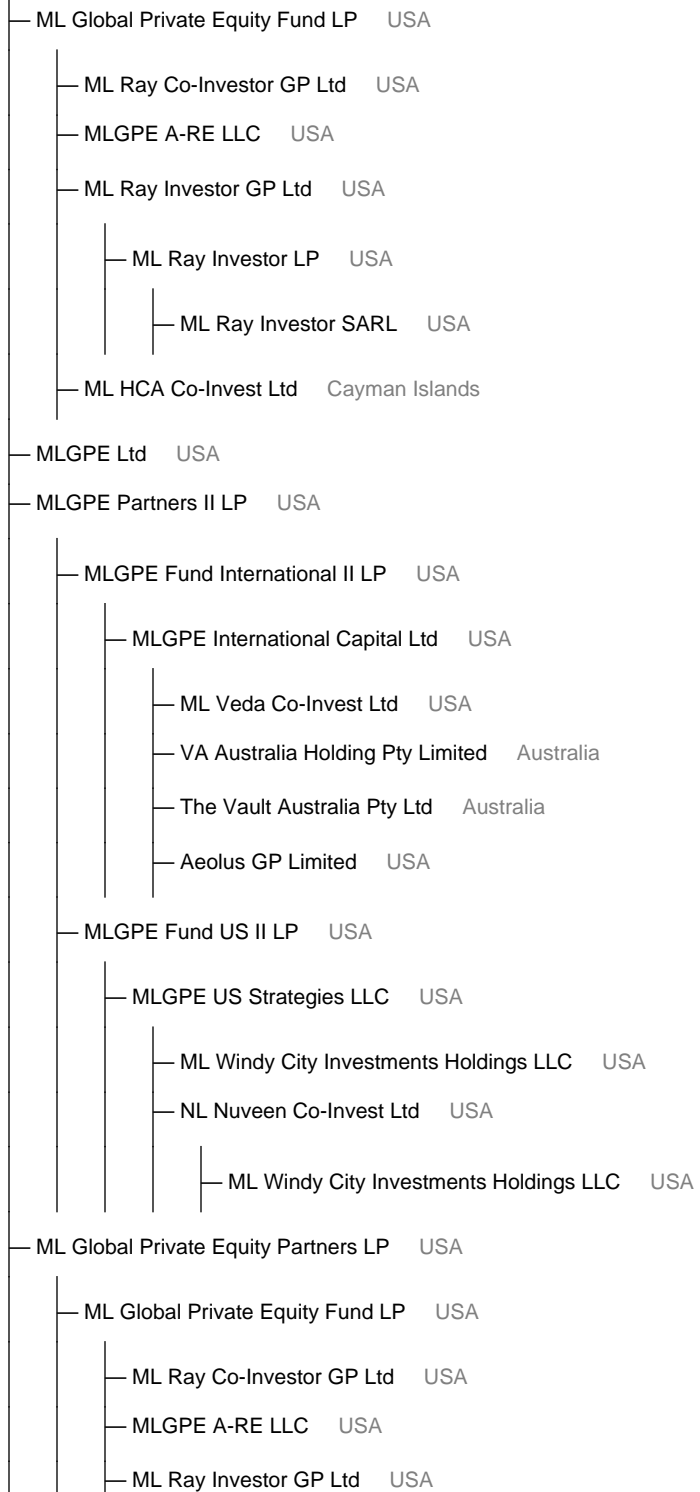 ML Global Private Equity Fund LP USA
ML Ray Co-Investor GP Ltd USA
MLGPE A-RE LLC USA
ML Ray Investor GP Ltd USA
ML Ray Investor LP USA
ML Ray Investor SARL USA
ML HCA Co-Invest Ltd Cayman Islands
MLGPE Ltd USA
MLGPE Partners II LP USA
MLGPE Fund International II LP USA
MLGPE International Capital Ltd USA
ML Veda Co-Invest Ltd USA
VA Australia Holding Pty Limited Australia
The Vault Australia Pty Ltd Australia
Aeolus GP Limited USA
MLGPE Fund US II LP USA
MLGPE US Strategies LLC USA
ML Windy City Investments Holdings LLC USA
NL Nuveen Co-Invest Ltd USA
ML Windy City Investments Holdings LLC USA
ML Global Private Equity Partners LP USA
ML Global Private Equity Fund LP USA
ML Ray Co-Investor GP Ltd USA
MLGPE A-RE LLC USA
ML Ray Investor GP Ltd USA